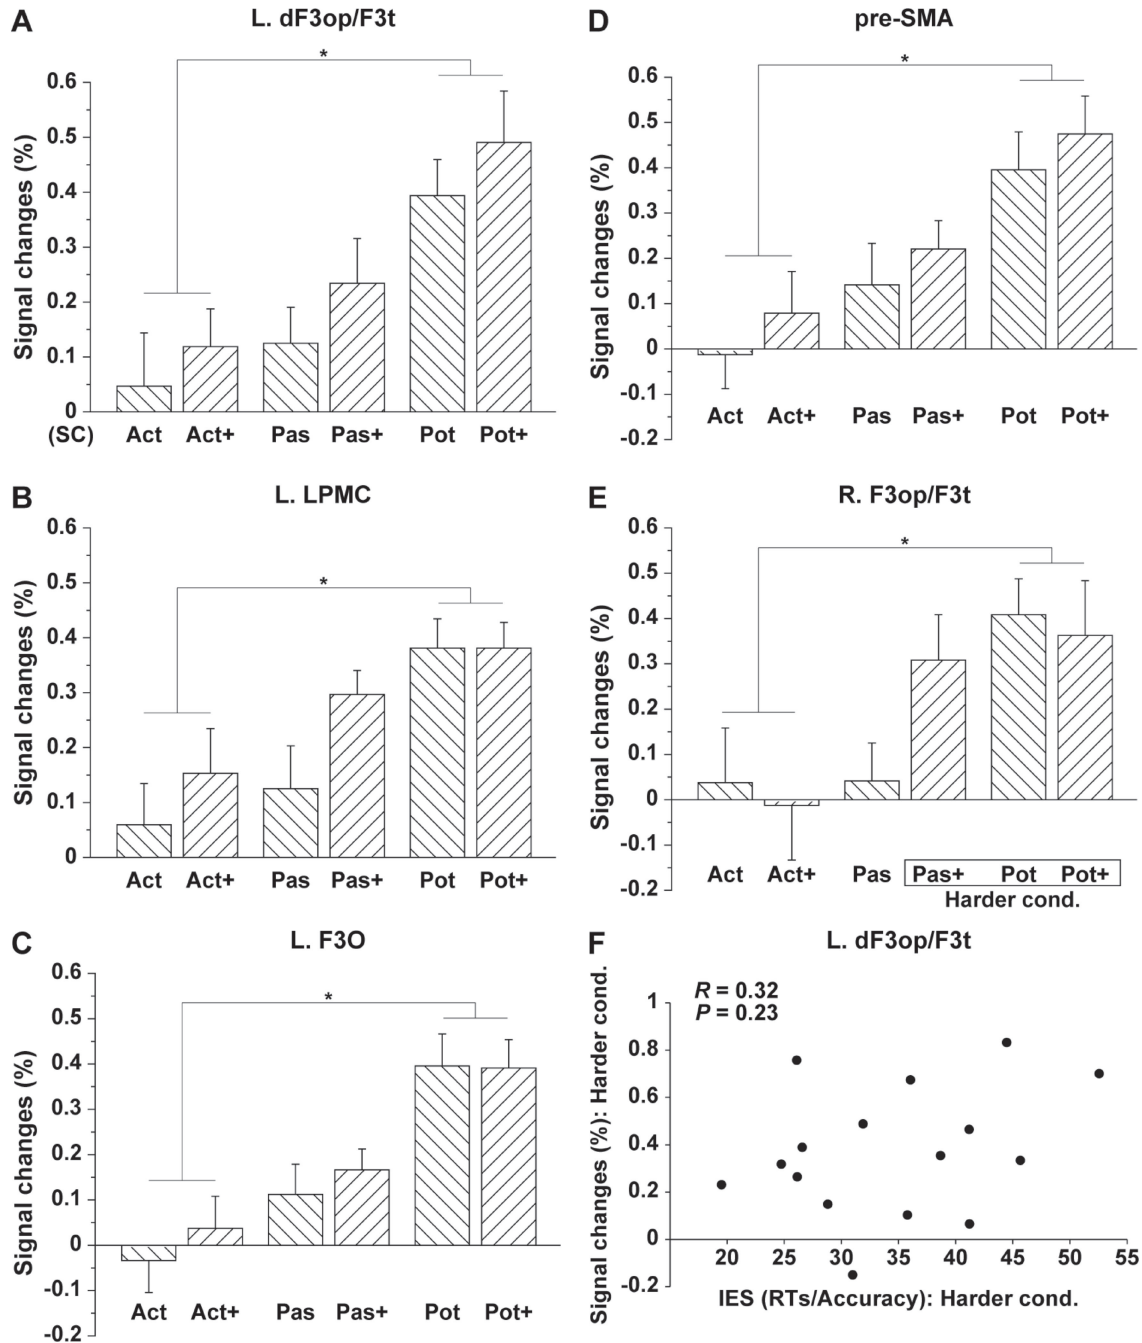 A
L. dF3op/F3t
*
0.6
0.5
0.4
0.3
0.2
0.1
0
Signal changes (%)
(SC) Act Act+ Pas Pas+ Pot Pot+
B
L. LPMC
*
0.6
0.5
0.4
0.3
0.2
0.1
0
Signal changes (%)
Act Act+ Pas Pas+ Pot Pot+
C
L. F3O
*
0.6
0.5
0.4
0.3
0.2
0.1
0
-0.1
-0.2
Signal changes (%)
Act Act+ Pas Pas+ Pot Pot+
D
pre-SMA
*
0.6
0.5
0.4
0.3
0.2
0.1
0
-0.1
-0.2
Signal changes (%)
Act Act+ Pas Pas+ Pot Pot+
E
R. F3op/F3t
*
0.6
0.5
0.4
0.3
0.2
0.1
0
-0.1
-0.2
Signal changes (%)
Act Act+ Pas Pas+ Pot Pot+
Harder cond.
F
L. dF3op/F3t
R = 0.32
P = 0.23
1
0.8
0.6
0.4
0.2
0
-0.2
Signal changes (%): Harder cond.
20 25 30 35 40 45 50 55
IES (RTs/Accuracy): Harder cond.